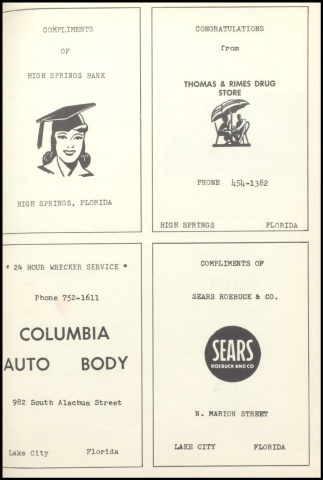 COMPLIMENTS
OF
HIGH SPRINGS BANK
HIGH SPRINGS, FLORIDA
CONGRATULATIONS
from
THOMAS & RIMES DRUG
STORE
PHONE 454-1382
HIGH SPRINGS FLORIDA
* 24 HOUR WRECKER SERVICE *
Phone 752-1611
COLUMBIA
AUTO BODY
982 South Alachua Street
Lake City Florida
COMPLIMENTS OF
SEARS ROEBUCK & CO.
SEARS
ROEBUCK AND CO
N. MARION STREET
LAKE CITY FLORIDA